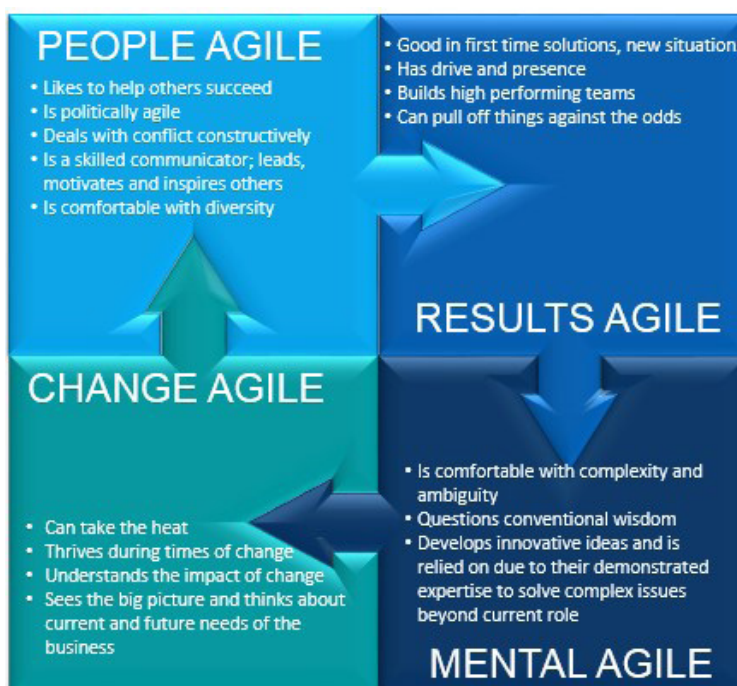 PEOPLE AGILE
• Likes to help others succeed
• Is politically agile
• Deals with conflict constructively
• Is a skilled communicator; leads,
motivates and inspires others
• Is comfortable with diversity
• Good in first time solutions, new situation
• Has drive and presence
• Builds high performing teams
• Can pull off things against the odds
RESULTS AGILE
CHANGE AGILE
• Can take the heat
• Thrives during times of change
• Understands the impact of change
• Sees the big picture and thinks about
current and future needs of the
business
• Is comfortable with complexity and
ambiguity
• Questions conventional wisdom
• Develops innovative ideas and is
relied on due to their demonstrated
expertise to solve complex issues
beyond current role
MENTAL AGILE